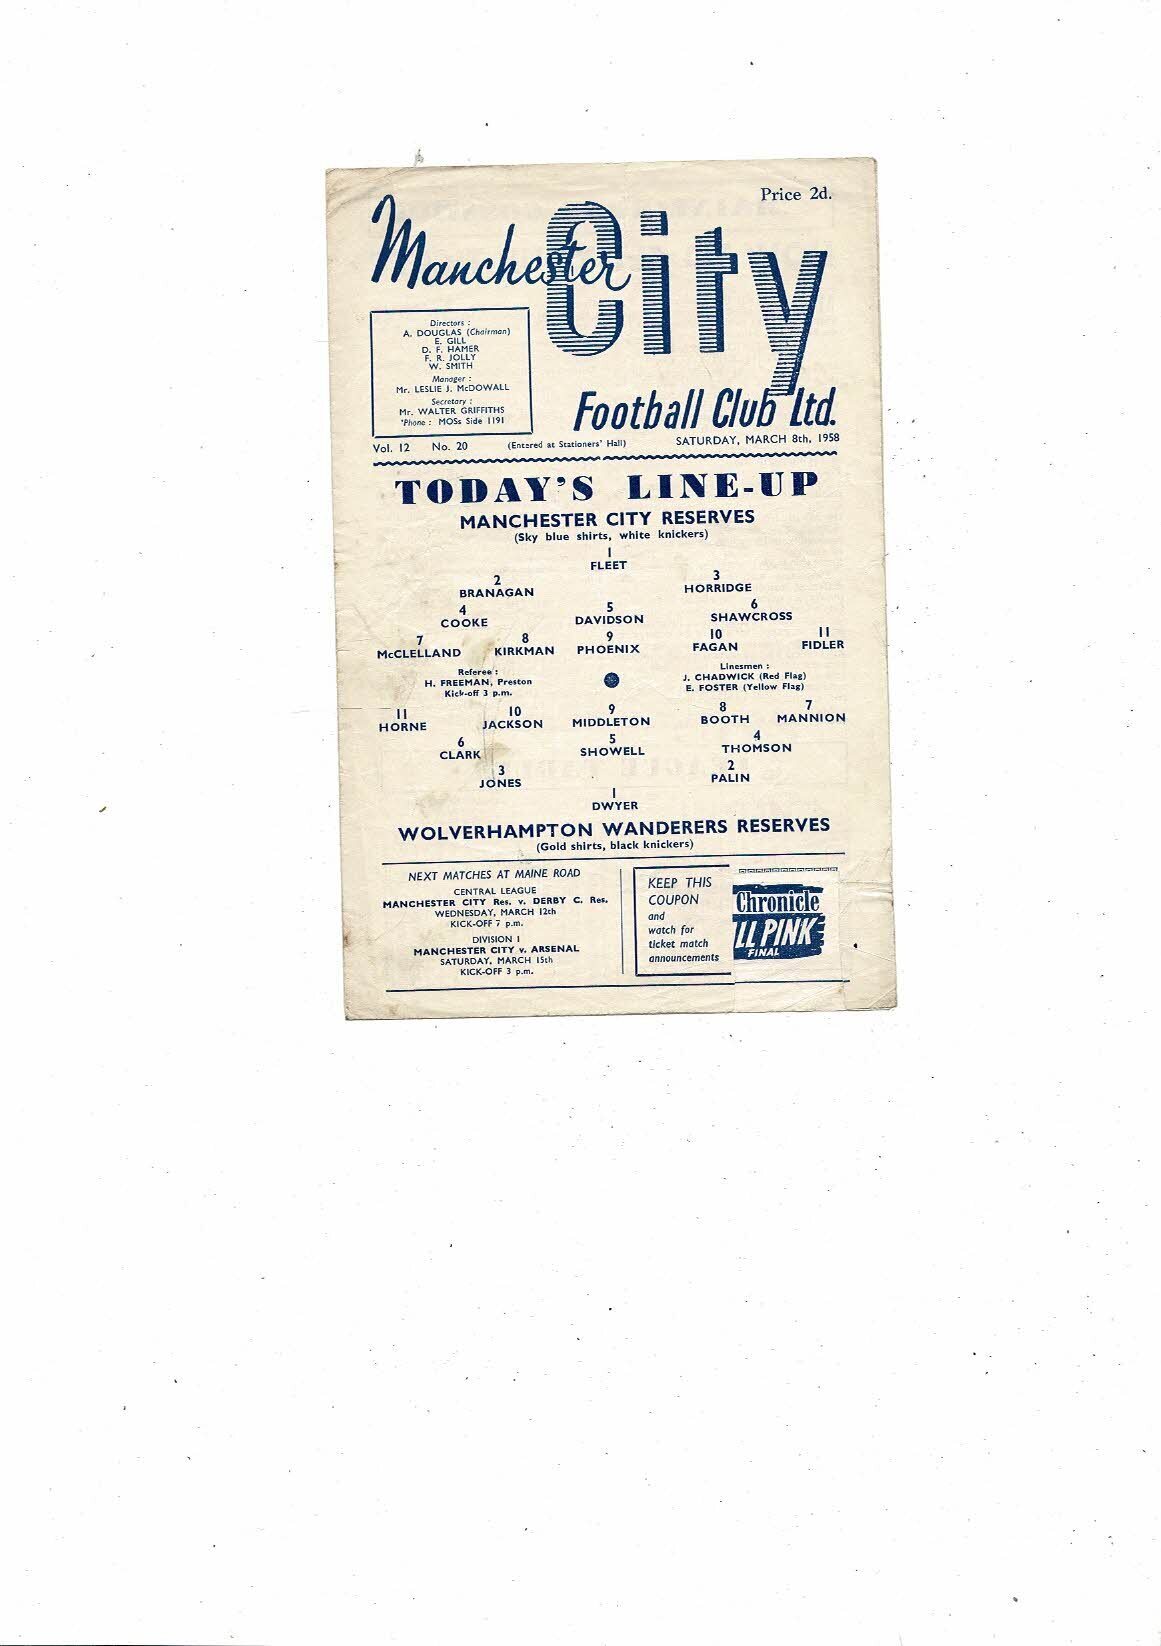 Price 2d.
Manchester City
Football Club Ltd.
Directors :
A. DOUGLAS (Chairman)
E. GILL
D. F. HAMER
F. R. JOLLY
W. SMITH
Manager :
Mr. LESLIE J. McDOWALL
Secretary :
Mr. WALTER GRIFFITHS
'Phone : MOSs Side 1191
Vol. 12 No. 20 (Entered at Stationers' Hall) SATURDAY, MARCH 8th, 1958
TODAY'S LINE-UP
MANCHESTER CITY RESERVES
(Sky blue shirts, white knickers)
1
FLEET
2 3
BRANAGAN HORRIDGE
4 5 6
COOKE DAVIDSON SHAWCROSS
7 8 9 10 11
McCLELLAND KIRKMAN PHOENIX FAGAN FIDLER
Referee :
H. FREEMAN, Preston
Kick-off 3 p.m.
Linesmen :
J. CHADWICK (Red Flag)
E. FOSTER (Yellow Flag)
11 10 9 8 7
HORNE JACKSON MIDDLETON BOOTH MANNION
6 5 4
CLARK SHOWELL THOMSON
3 2
JONES PALIN
1
DWYER
WOLVERHAMPTON WANDERERS RESERVES
(Gold shirts, black knickers)
NEXT MATCHES AT MAINE ROAD
CENTRAL LEAGUE
MANCHESTER CITY Res. v. DERBY C. Res.
WEDNESDAY, MARCH 12th
KICK-OFF 7 p.m.
DIVISION 1
MANCHESTER CITY v. ARSENAL
SATURDAY, MARCH 15th
KICK-OFF 3 p.m.
KEEP THIS
COUPON
and
watch for
ticket match
announcements
Chronicle
LL PINK
FINAL